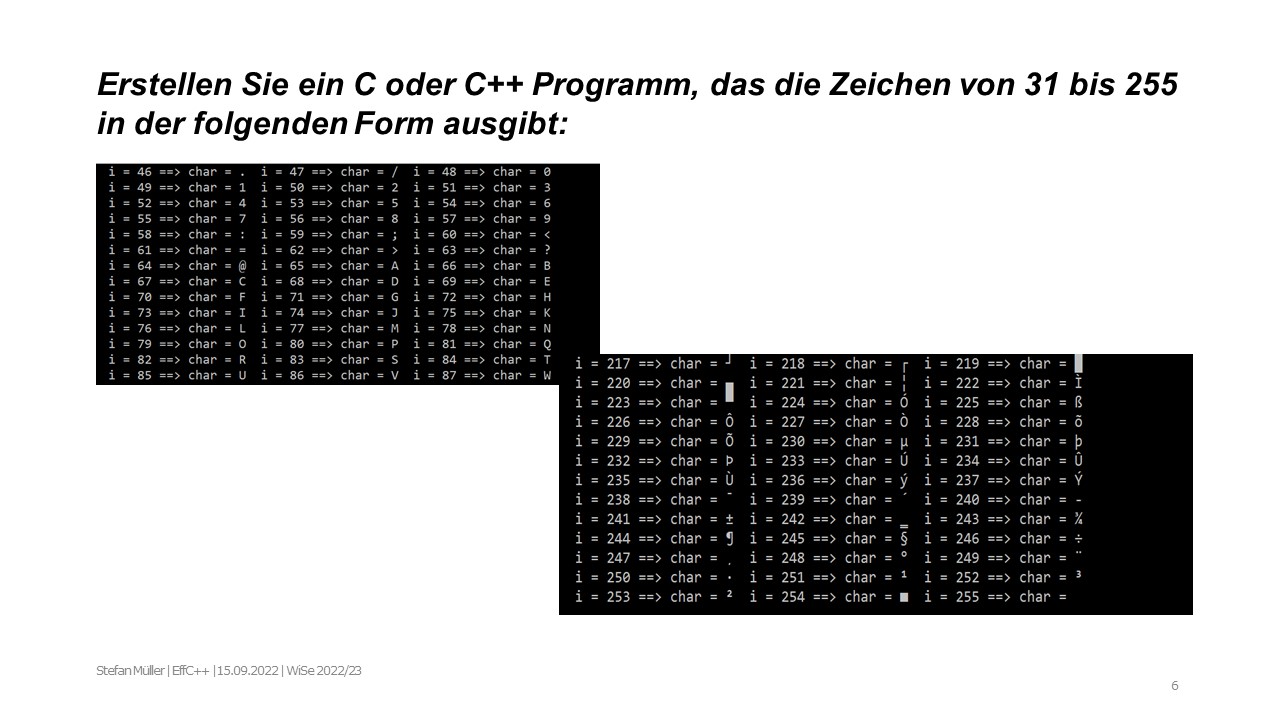 Erstellen Sie ein C oder C++ Programm, das die Zeichen von 31 bis 255
in der folgenden Form ausgibt:
i = 46 ==> char = .  i = 47 ==> char = /  i = 48 ==> char = 0
i = 49 ==> char = 1  i = 50 ==> char = 2  i = 51 ==> char = 3
i = 52 ==> char = 4  i = 53 ==> char = 5  i = 54 ==> char = 6
i = 55 ==> char = 7  i = 56 ==> char = 8  i = 57 ==> char = 9
i = 58 ==> char = :  i = 59 ==> char = ;  i = 60 ==> char = <
i = 61 ==> char = =  i = 62 ==> char = >  i = 63 ==> char = ?
i = 64 ==> char = @  i = 65 ==> char = A  i = 66 ==> char = B
i = 67 ==> char = C  i = 68 ==> char = D  i = 69 ==> char = E
i = 70 ==> char = F  i = 71 ==> char = G  i = 72 ==> char = H
i = 73 ==> char = I  i = 74 ==> char = J  i = 75 ==> char = K
i = 76 ==> char = L  i = 77 ==> char = M  i = 78 ==> char = N
i = 79 ==> char = O  i = 80 ==> char = P  i = 81 ==> char = Q
i = 82 ==> char = R  i = 83 ==> char = S  i = 84 ==> char = T
i = 85 ==> char = U  i = 86 ==> char = V  i = 87 ==> char = W
i = 217 ==> char = ┘  i = 218 ==> char = ┌  i = 219 ==> char = █
i = 220 ==> char = ▄  i = 221 ==> char = ¦  i = 222 ==> char = Ì
i = 223 ==> char = ▀  i = 224 ==> char = Ó  i = 225 ==> char = ß
i = 226 ==> char = Ô  i = 227 ==> char = Ò  i = 228 ==> char = õ
i = 229 ==> char = Õ  i = 230 ==> char = µ  i = 231 ==> char = þ
i = 232 ==> char = Þ  i = 233 ==> char = Ú  i = 234 ==> char = Û
i = 235 ==> char = Ù  i = 236 ==> char = ý  i = 237 ==> char = Ý
i = 238 ==> char = ¯  i = 239 ==> char = ´  i = 240 ==> char = -
i = 241 ==> char = ±  i = 242 ==> char = ‗  i = 243 ==> char = ¾
i = 244 ==> char = ¶  i = 245 ==> char = §  i = 246 ==> char = ÷
i = 247 ==> char = ¸  i = 248 ==> char = °  i = 249 ==> char = ¨
i = 250 ==> char = ·  i = 251 ==> char = ¹  i = 252 ==> char = ³
i = 253 ==> char = ²  i = 254 ==> char = ■  i = 255 ==> char =
Stefan Müller | EffC++ | 15.09.2022 | WiSe 2022/23
6